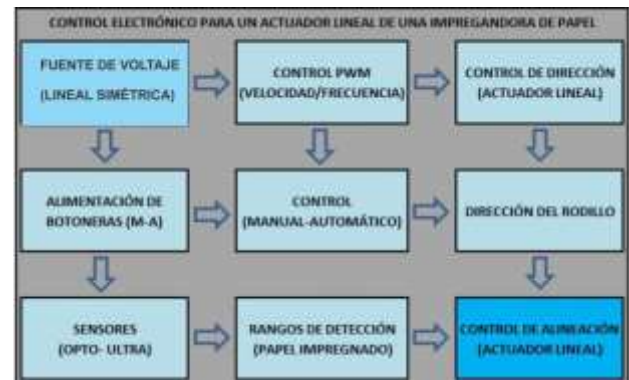 CONTROL ELECTRÓNICO PARA UN ACTUADOR LINEAL DE UNA IMPREGANDORA DE PAPEL
FUENTE DE VOLTAJE
(LINEAL SIMÉTRICA)
CONTROL PWM
(VELOCIDAD/FRECUENCIA)
CONTROL DE DIRECCIÓN
(ACTUADOR LINEAL)
ALIMENTACIÓN DE
BOTONERAS (M-A)
CONTROL
(MANUAL-AUTOMÁTICO)
DIRECCIÓN DEL RODILLO
SENSORES
(OPTO- ULTRA)
RANGOS DE DETECCIÓN
(PAPEL IMPREGNADO)
CONTROL DE ALINEACIÓN
(ACTUADOR LINEAL)